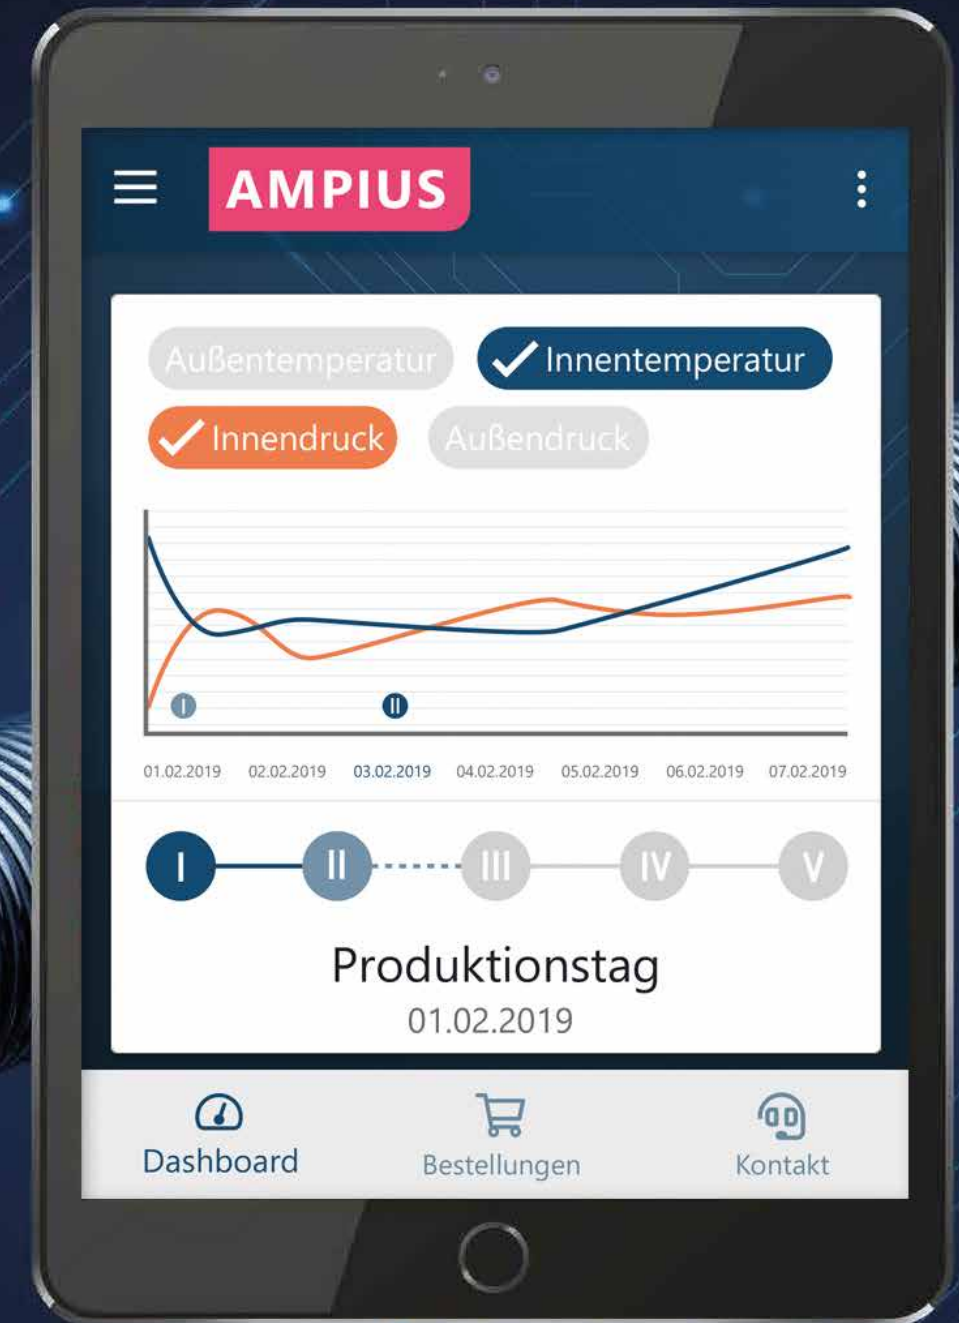 AMPIUS
Außentemperatur Innentemperatur
Innendruck Außendruck
I II
01.02.2019 02.02.2019 03.02.2019 04.02.2019 05.02.2019 06.02.2019 07.02.2019
I II III IV V
Produktionstag
01.02.2019
Dashboard Bestellungen Kontakt